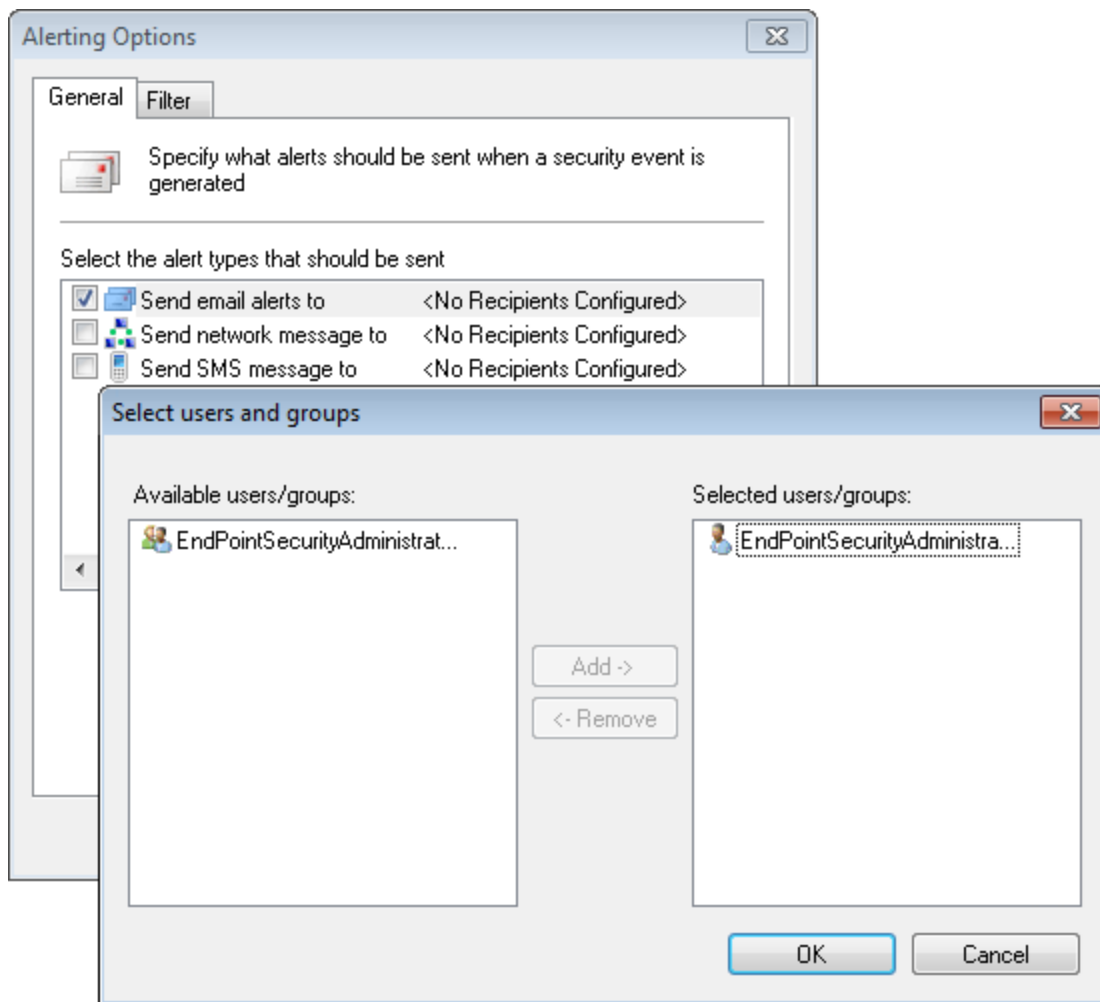 Alerting Options
General
Filter
Specify what alerts should be sent when a security event is
generated
Select the alert types that should be sent
Send email alerts to <No Recipients Configured>
Send network message to <No Recipients Configured>
Send SMS message to <No Recipients Configured>
Select users and groups
Available users/groups:
EndPointSecurityAdministrat...
Add ->
<- Remove
Selected users/groups:
EndPointSecurityAdministra...
OK
Cancel